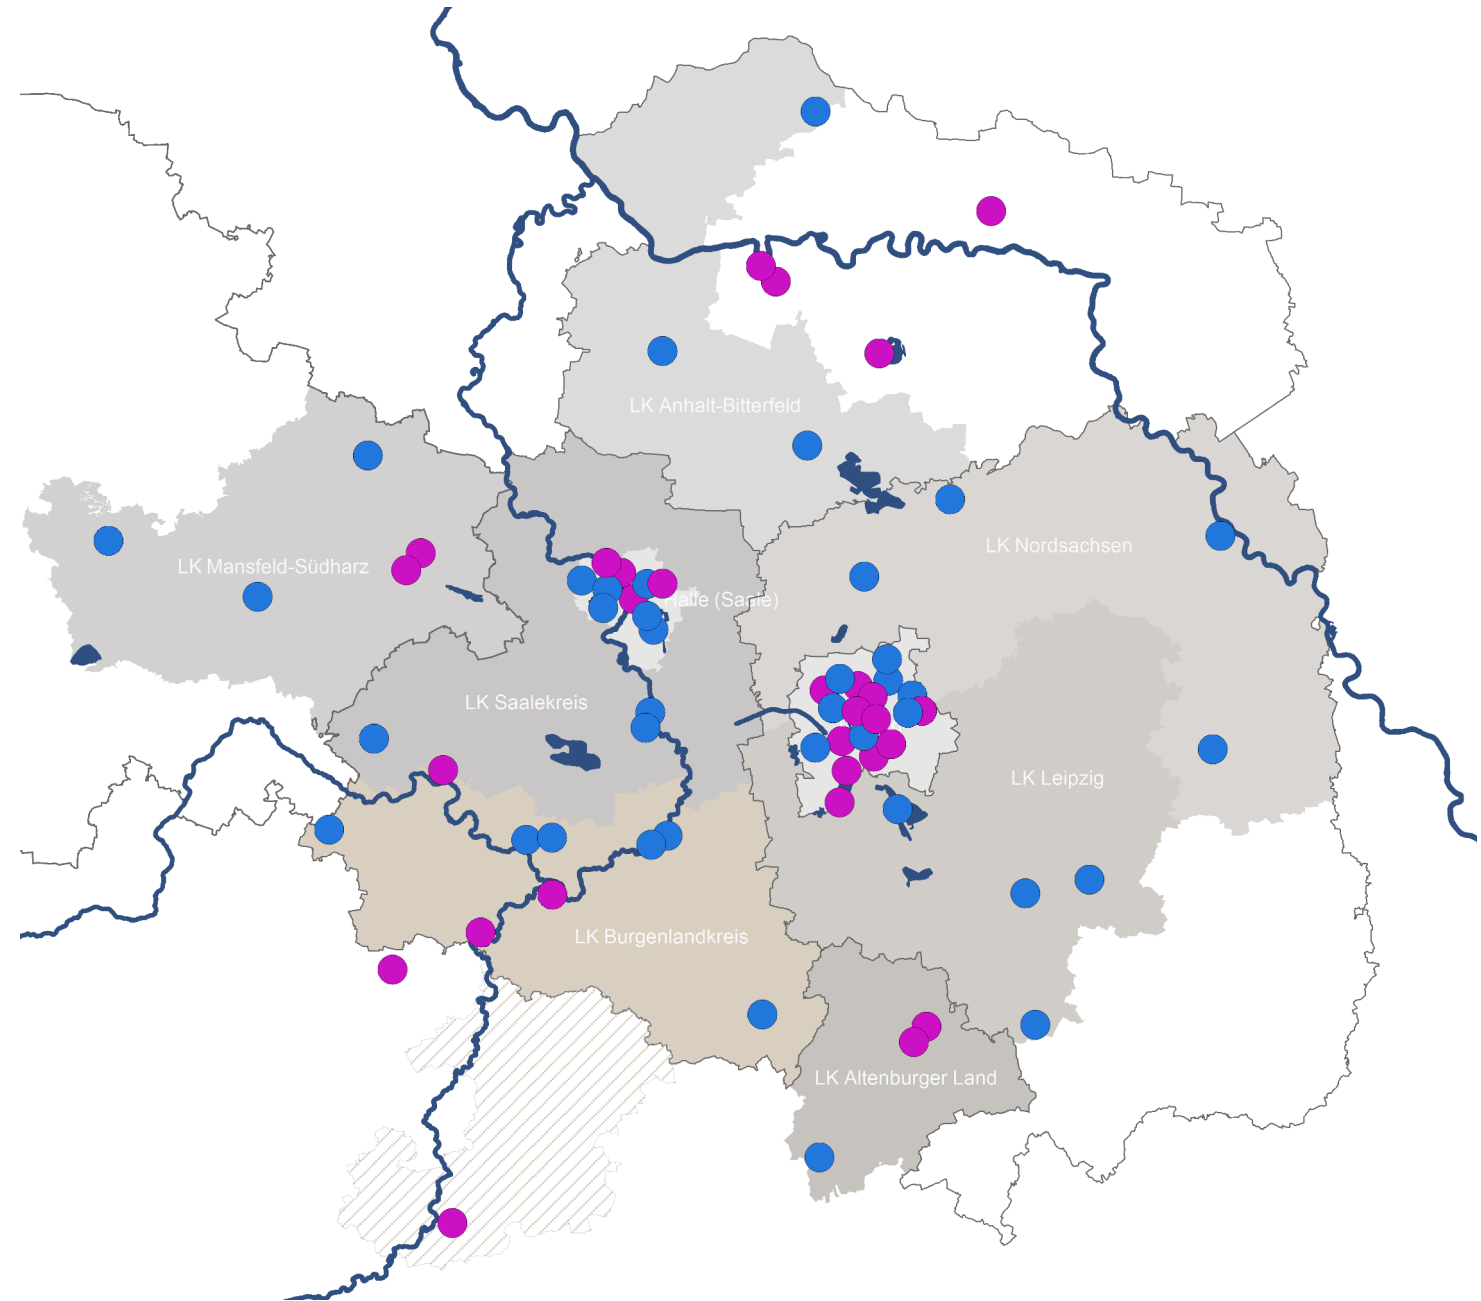 LK Anhalt-Bitterfeld
LK Nordsachsen
LK Mansfeld-Südharz
Halle (Saale)
LK Saalekreis
LK Leipzig
LK Burgenlandkreis
LK Altenburger Land